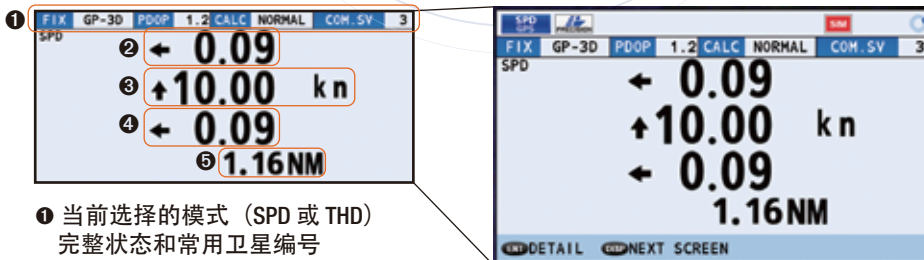 ❶ FIX GP-3D PDOP 1.2 CALC NORMAL COM.SV 3
SPD
❷ ← 0.09
❸ ↑10.00 kn
❹ ← 0.09
❺ 1.16NM
❶ 当前选择的模式（SPD 或 THD）
完整状态和常用卫星编号
SPD
GPS PRECISION SIM
FIX GP-3D PDOP 1.2 CALC NORMAL COM.SV 3
SPD
← 0.09
↑10.00 kn
← 0.09
1.16NM
ENT DETAIL DISP NEXT SCREEN